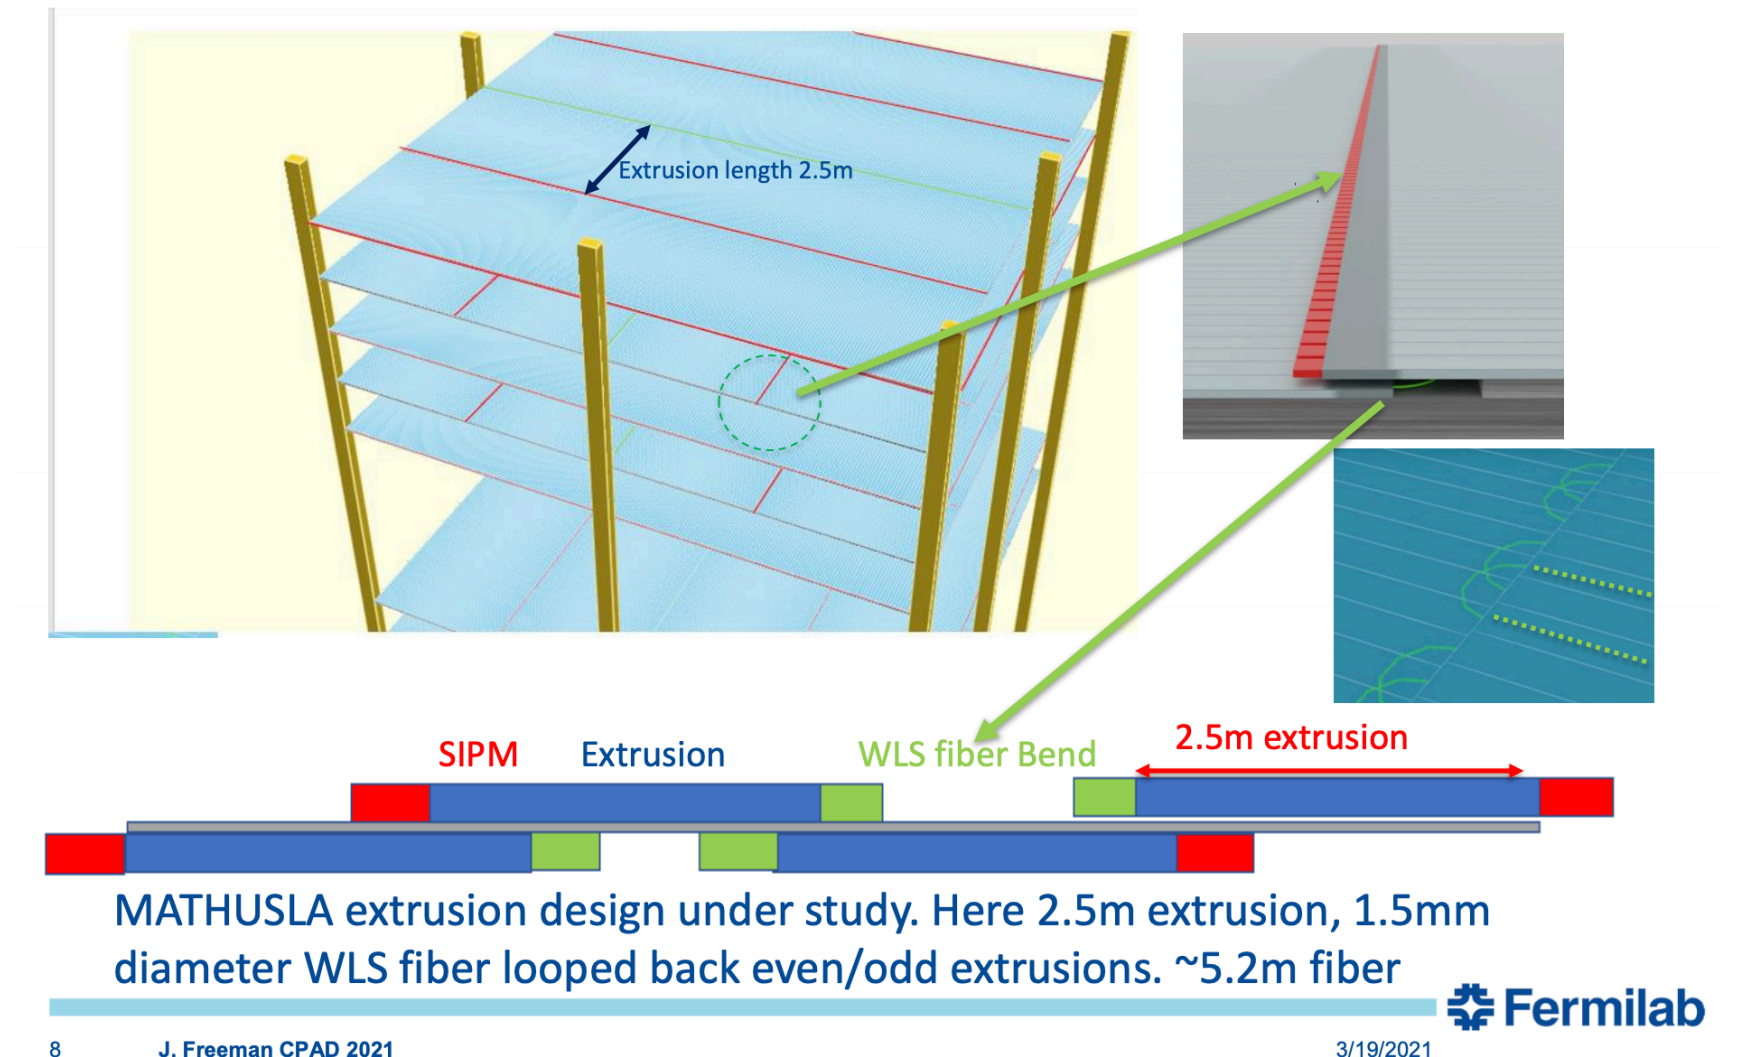 Extrusion length 2.5m
SIPM
Extrusion
WLS fiber Bend
2.5m extrusion
MATHUSLA extrusion design under study. Here 2.5m extrusion, 1.5mm
diameter WLS fiber looped back even/odd extrusions. ~5.2m fiber
Fermilab
8
J. Freeman CPAD 2021
3/19/2021